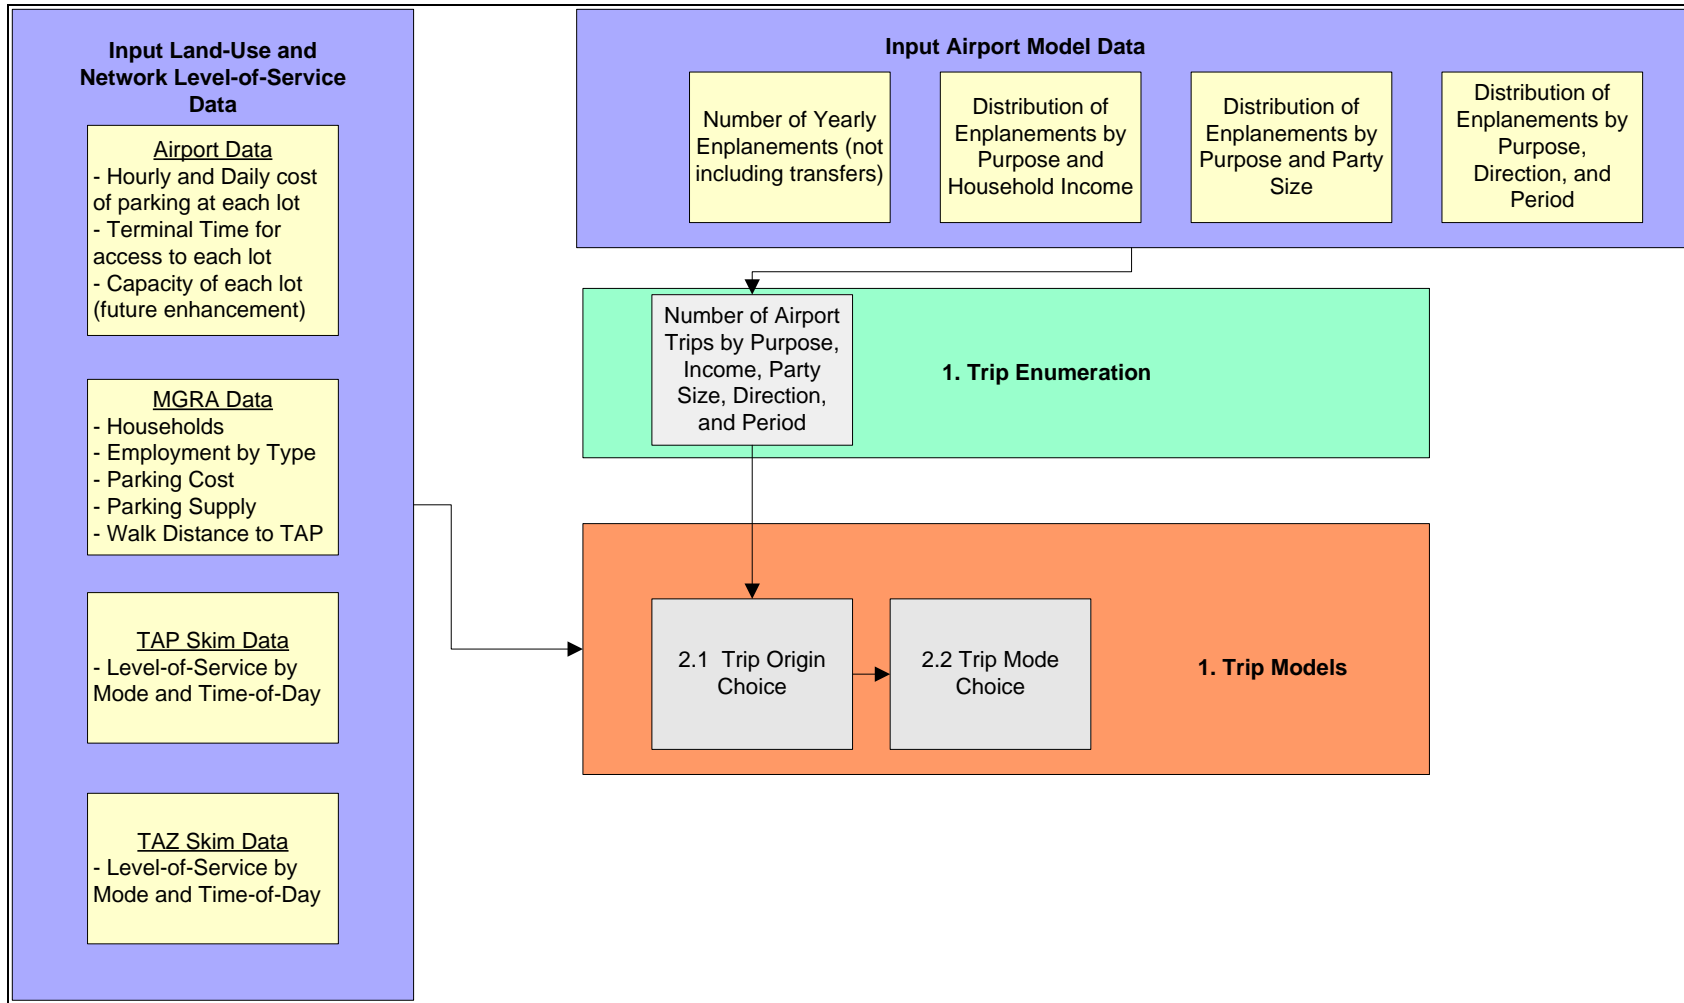 Input Land-Use and
Network Level-of-Service
Data
Airport Data
- Hourly and Daily cost
of parking at each lot
- Terminal Time for
access to each lot
- Capacity of each lot
(future enhancement)
MGRA Data
- Households
- Employment by Type
- Parking Cost
- Parking Supply
- Walk Distance to TAP
TAP Skim Data
- Level-of-Service by
Mode and Time-of-Day
TAZ Skim Data
- Level-of-Service by
Mode and Time-of-Day
Input Airport Model Data
Number of Yearly
Enplanements (not
including transfers)
Distribution of
Enplanements by
Purpose and
Household Income
Distribution of
Enplanements by
Purpose and Party
Size
Distribution of
Enplanements by
Purpose,
Direction, and
Period
Number of Airport
Trips by Purpose,
Income, Party
Size, Direction,
and Period
1. Trip Enumeration
2.1 Trip Origin
Choice
2.2 Trip Mode
Choice
1. Trip Models